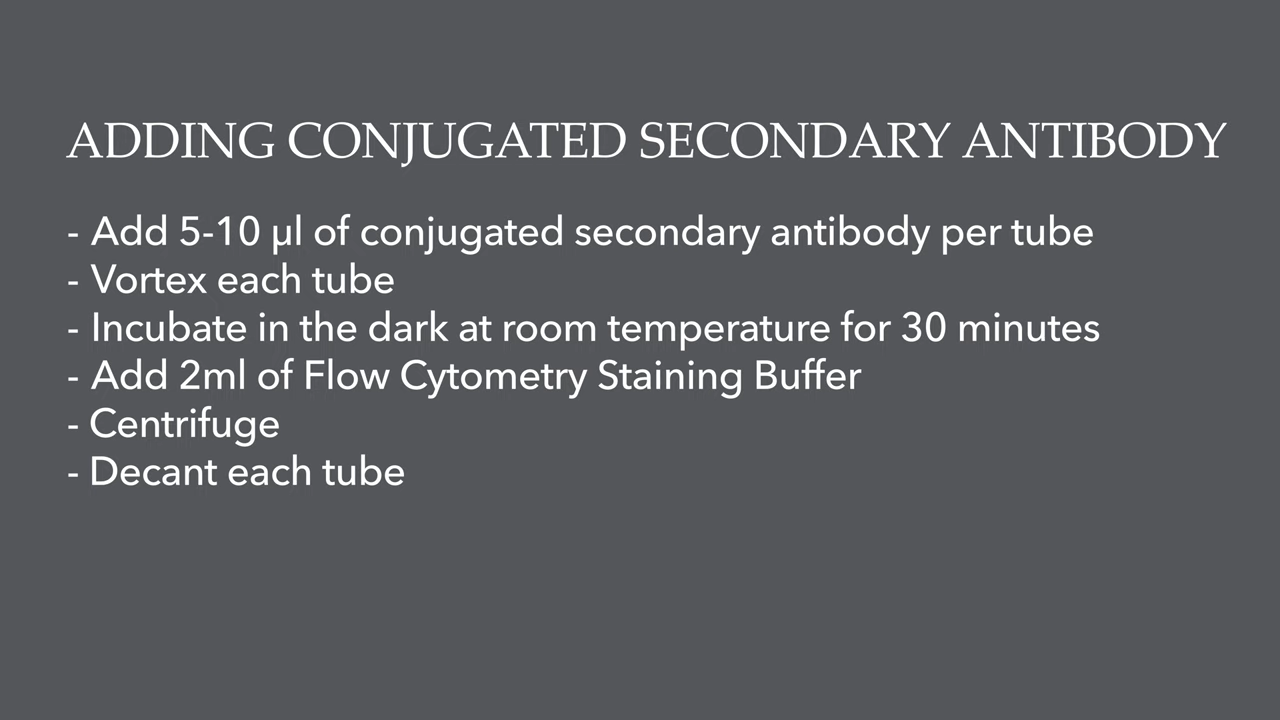 ADDING CONJUGATED SECONDARY ANTIBODY
- Add 5-10 µl of conjugated secondary antibody per tube
- Vortex each tube
- Incubate in the dark at room temperature for 30 minutes
- Add 2ml of Flow Cytometry Staining Buffer
- Centrifuge
- Decant each tube